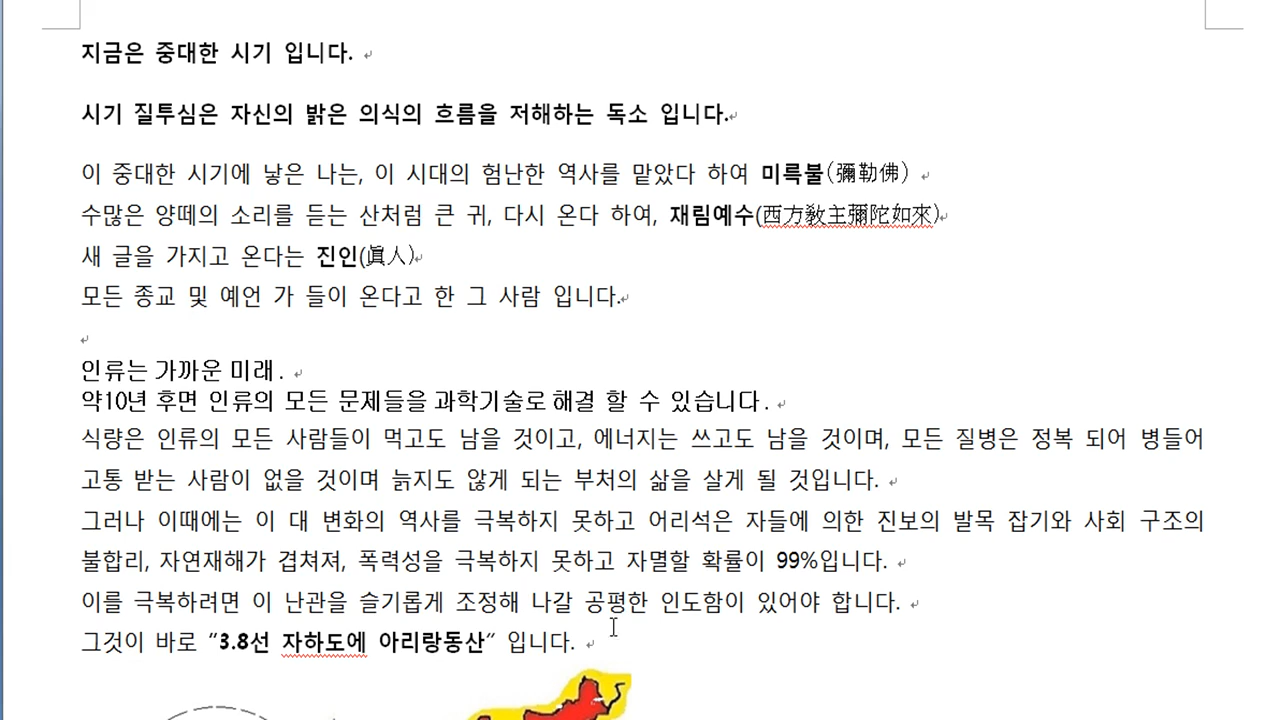 지금은 중대한 시기 입니다.
시기 질투심은 자신의 밝은 의식의 흐름을 저해하는 독소 입니다.
이 중대한 시기에 낳은 나는, 이 시대의 험난한 역사를 맡았다 하여 미륵불(彌勒佛)
수많은 양떼의 소리를 듣는 산처럼 큰 귀, 다시 온다 하여, 재림예수(西方敎主彌陀如來)
새 글을 가지고 온다는 진인(眞人)
모든 종교 및 예언 가 들이 온다고 한 그 사람 입니다.
인류는 가까운 미래.
약10년 후면 인류의 모든 문제들을 과학기술로 해결 할 수 있습니다.
식량은 인류의 모든 사람들이 먹고도 남을 것이고, 에너지는 쓰고도 남을 것이며, 모든 질병은 정복 되어 병들어
고통 받는 사람이 없을 것이며 늙지도 않게 되는 부처의 삶을 살게 될 것입니다.
그러나 이때에는 이 대 변화의 역사를 극복하지 못하고 어리석은 자들에 의한 진보의 발목 잡기와 사회 구조의
불합리, 자연재해가 겹쳐져, 폭력성을 극복하지 못하고 자멸할 확률이 99%입니다.
이를 극복하려면 이 난관을 슬기롭게 조정해 나갈 공평한 인도함이 있어야 합니다.
그것이 바로 "3.8선 자하도에 아리랑동산" 입니다.